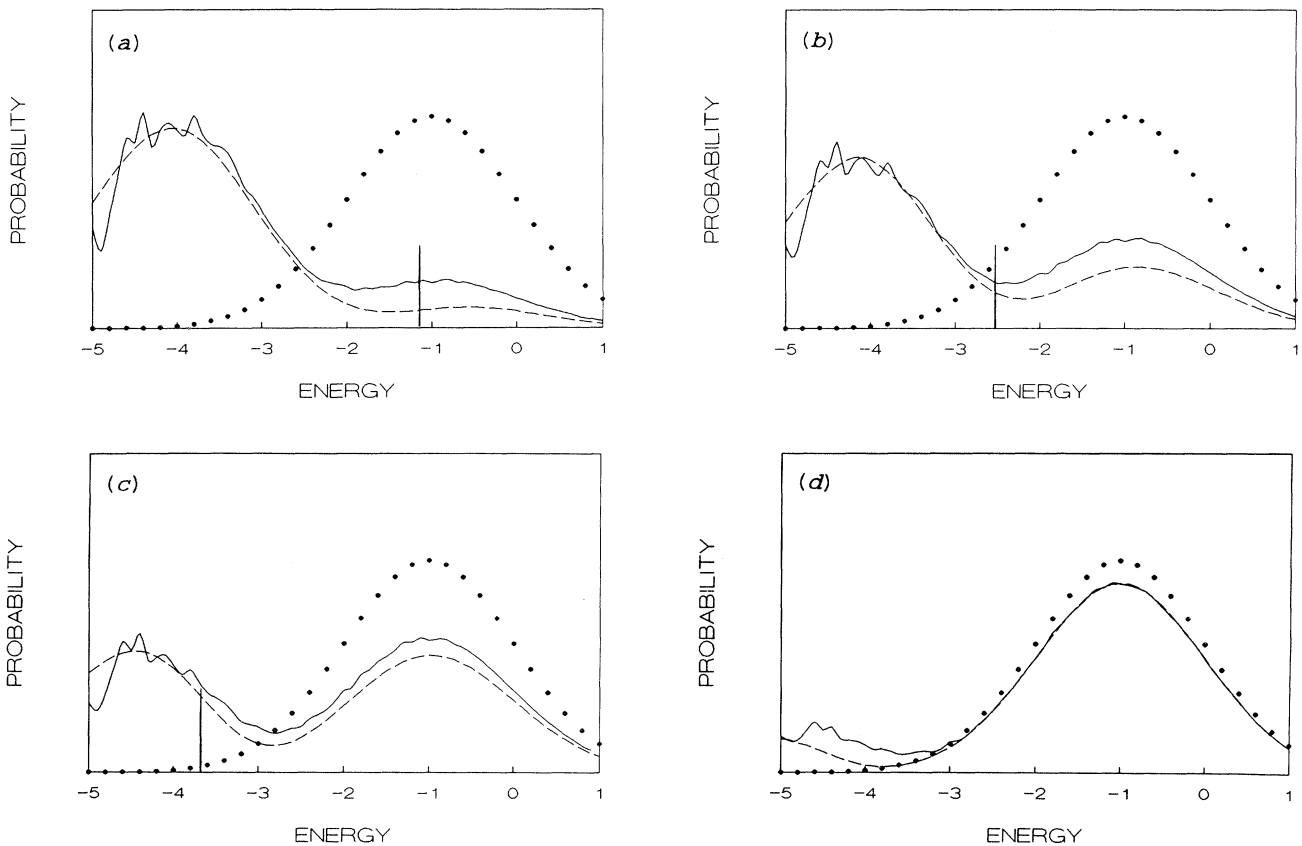 (a)
PROBABILITY
-5 -4 -3 -2 -1 0 1
ENERGY
(b)
PROBABILITY
-5 -4 -3 -2 -1 0 1
ENERGY
(c)
PROBABILITY
-5 -4 -3 -2 -1 0 1
ENERGY
(d)
PROBABILITY
-5 -4 -3 -2 -1 0 1
ENERGY